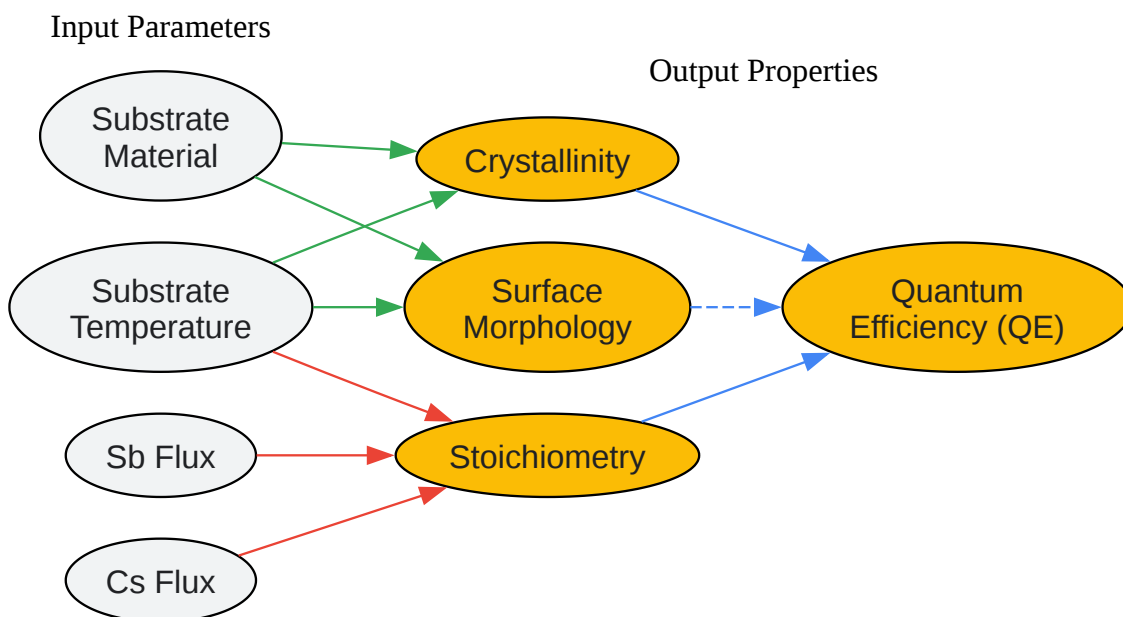 Input Parameters
Output Properties
Substrate
Material
Crystallinity
Substrate
Temperature
Surface
Morphology
Quantum
Efficiency (QE)
Sb Flux
Stoichiometry
Cs Flux